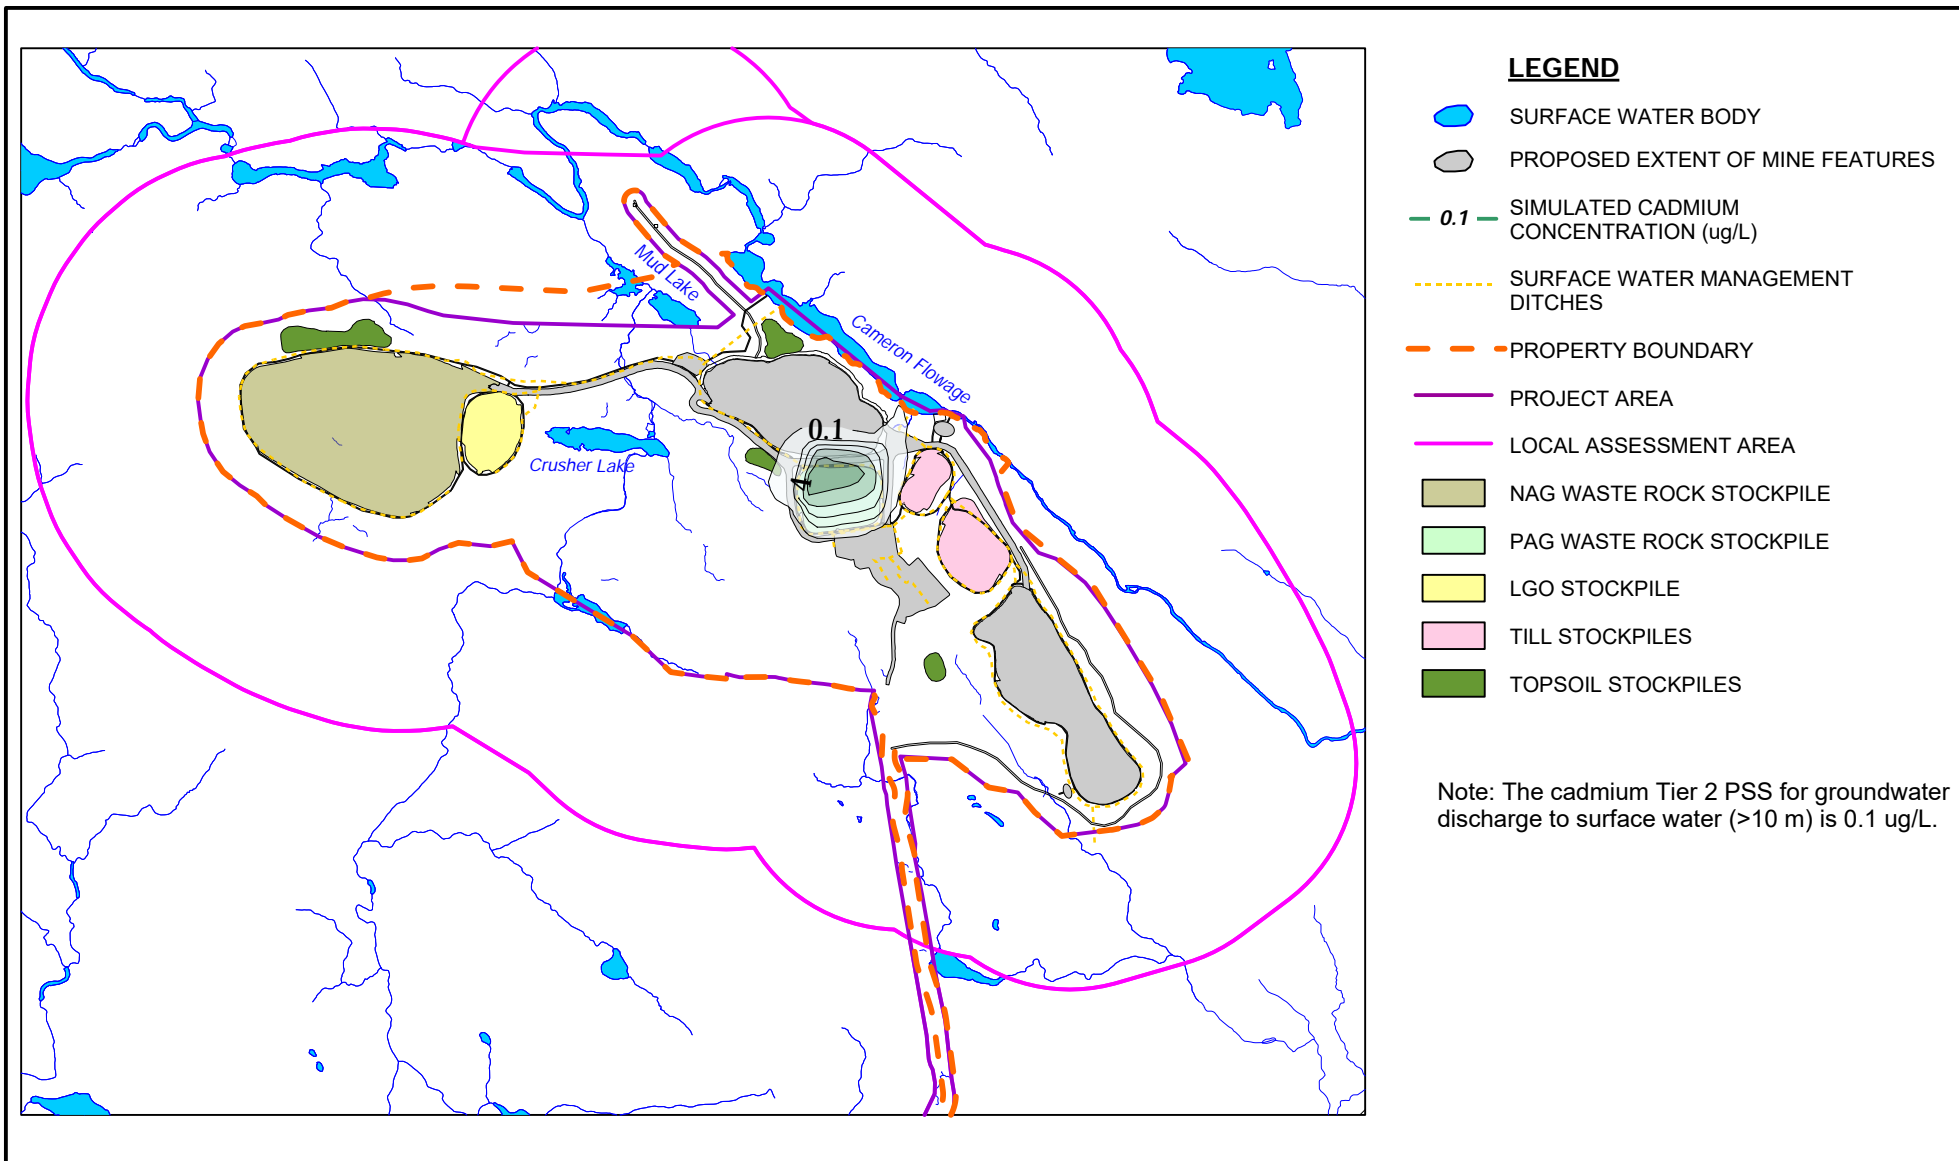 LEGEND
SURFACE WATER BODY
PROPOSED EXTENT OF MINE FEATURES
0.1
SIMULATED CADMIUM
CONCENTRATION (ug/L)
SURFACE WATER MANAGEMENT
DITCHES
PROPERTY BOUNDARY
PROJECT AREA
LOCAL ASSESSMENT AREA
NAG WASTE ROCK STOCKPILE
PAG WASTE ROCK STOCKPILE
LGO STOCKPILE
TILL STOCKPILES
TOPSOIL STOCKPILES
Note: The cadmium Tier 2 PSS for groundwater
discharge to surface water (>10 m) is 0.1 ug/L.
Mud Lake
Cameron Flowage
Crusher Lake
0.1
4